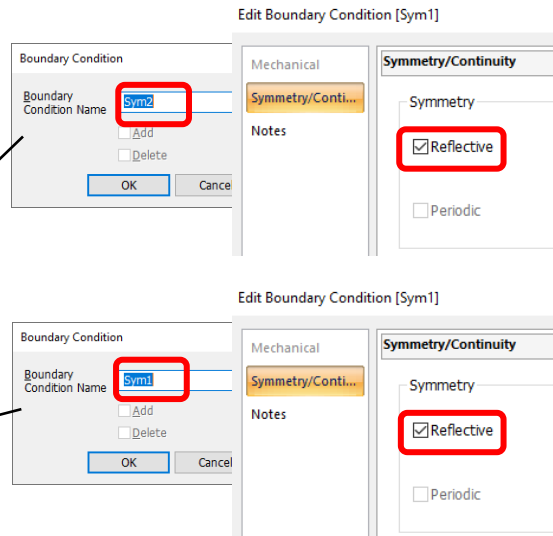 Edit Boundary Condition [Sym1]
Boundary Condition
Boundary
Condition Name
Sym2
Add
Delete
OK
Cancel
Mechanical
Symmetry/Conti...
Notes
Symmetry/Continuity
Symmetry
Reflective
Periodic
Edit Boundary Condition [Sym1]
Boundary Condition
Boundary
Condition Name
Sym1
Add
Delete
OK
Cancel
Mechanical
Symmetry/Conti...
Notes
Symmetry/Continuity
Symmetry
Reflective
Periodic